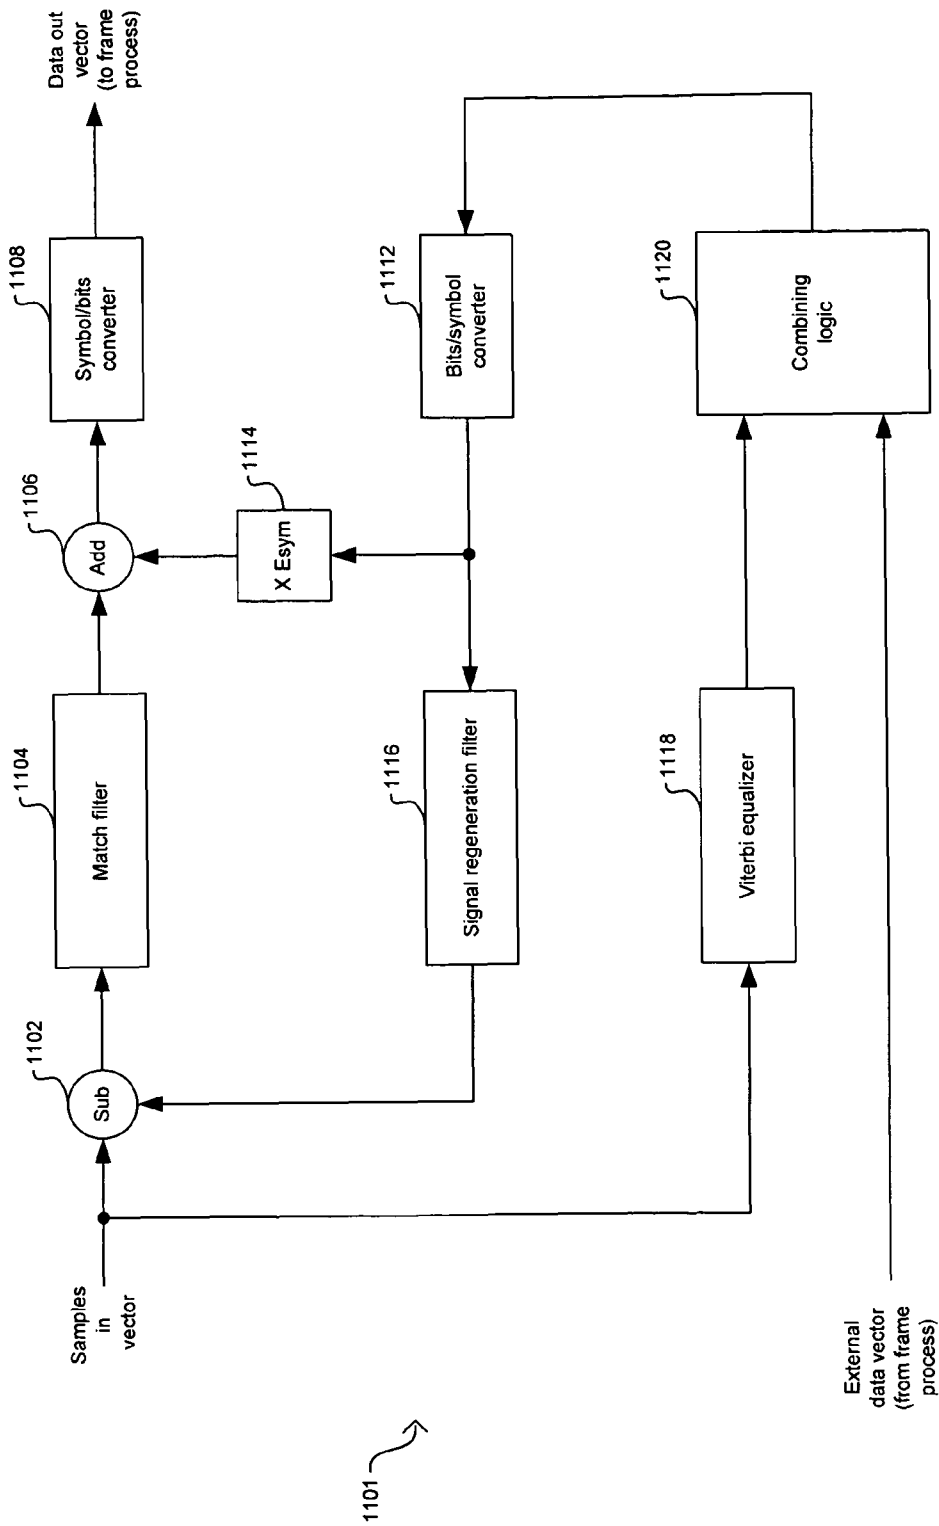 Samples
in
vector
Sub
1102
Match filter
1104
Add
1106
Symbol/bits
converter
1108
Data out
vector
(to frame
process)
X Esym
1114
Signal regeneration filter
1116
Bits/symbol
converter
1112
Viterbi equalizer
1118
Combining
logic
1120
External
data vector
(from frame
process)
1101